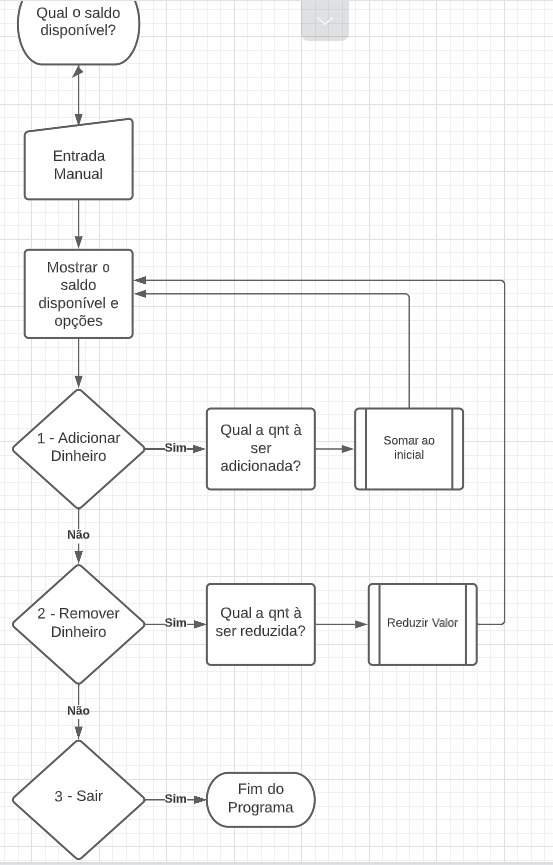 Qual o saldo
disponível?
Entrada
Manual
Mostrar o
saldo
disponível e
opções
1 - Adicionar
Dinheiro
Sim
Qual a qnt à
ser
adicionada?
Somar ao
inicial
Não
2 - Remover
Dinheiro
Sim
Qual a qnt à
ser reduzida?
Reduzir Valor
Não
3 - Sair
Sim
Fim do
Programa